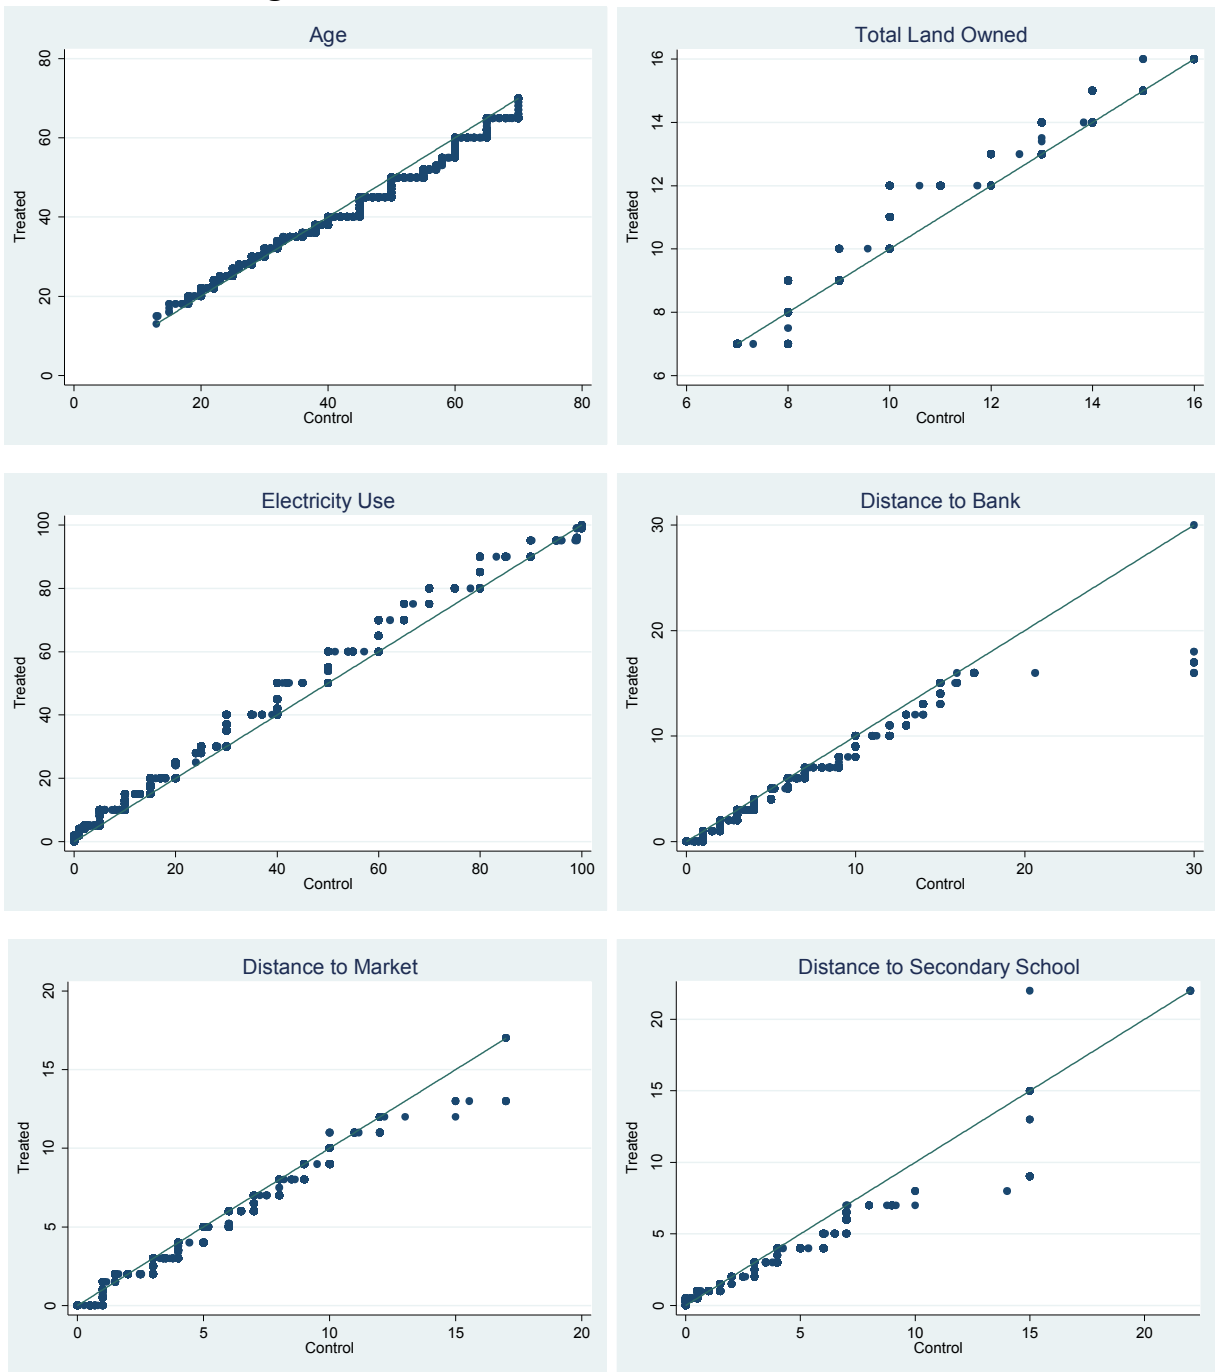 Age
80
60
40
20
0
Treated
0 20 40 60 80
Control
Total Land Owned
16
14
12
10
8
6
Treated
6 8 10 12 14 16
Control
Electricity Use
100
80
60
40
20
0
Treated
0 20 40 60 80 100
Control
Distance to Bank
30
20
10
0
Treated
0 10 20 30
Control
Distance to Market
20
15
10
5
0
Treated
0 5 10 15 20
Control
Distance to Secondary School
20
15
10
5
0
Treated
0 5 10 15 20
Control